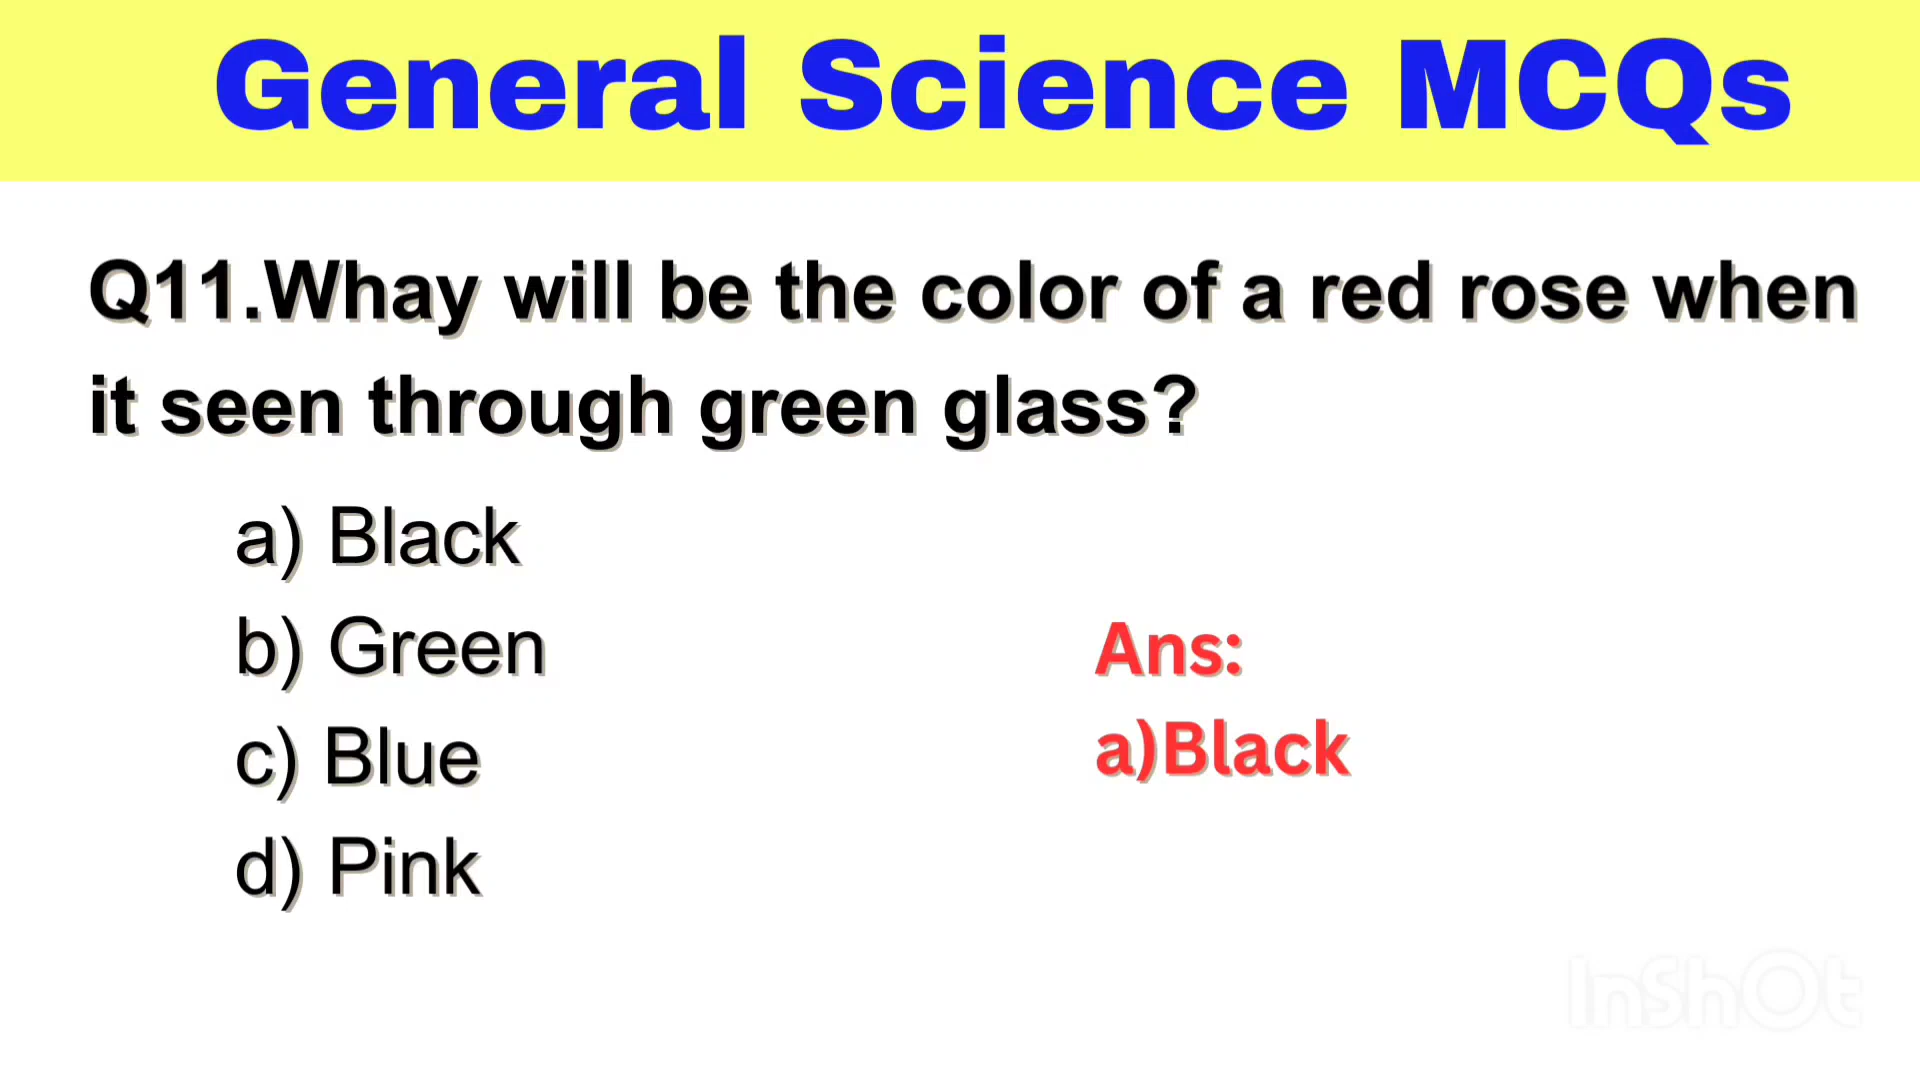 General Science MCQs
Q11.Whay will be the color of a red rose when
it seen through green glass?
a) Black
b) Green
c) Blue
d) Pink
Ans:
a)Black
InShOt